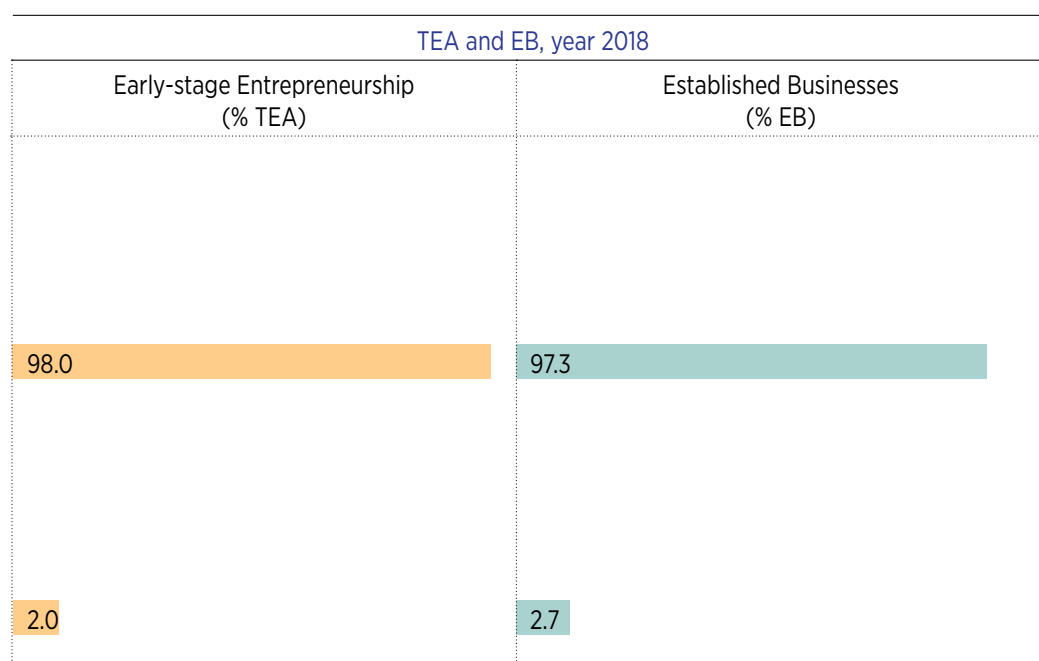 TEA and EB, year 2018
Early-stage Entrepreneurship
(% TEA)
Established Businesses
(% EB)
98.0
97.3
2.0
2.7